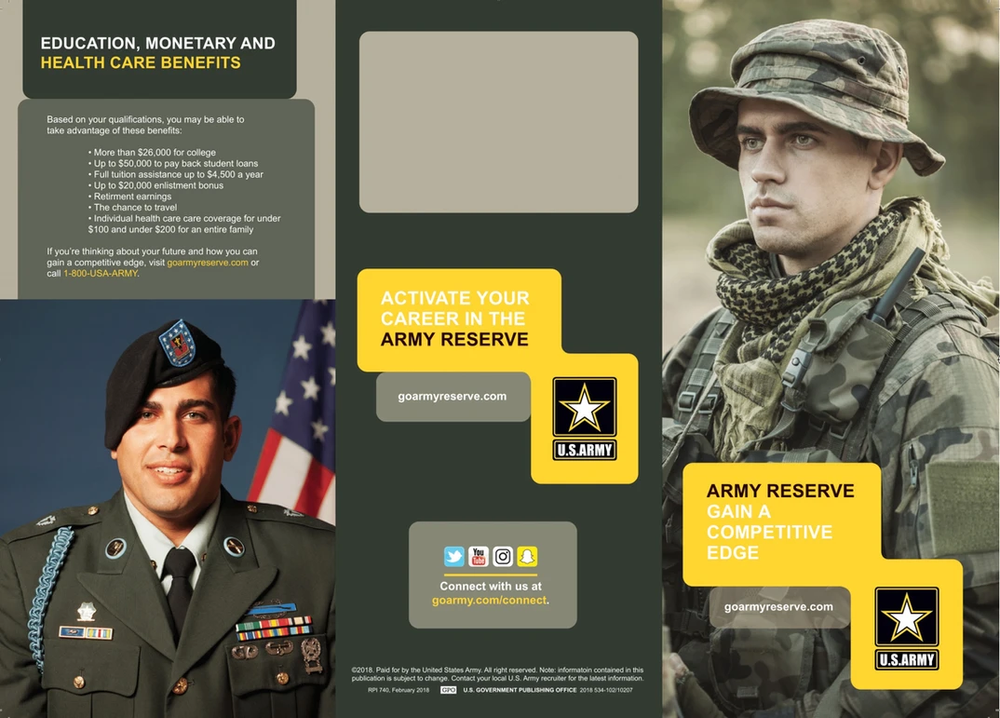 EDUCATION, MONETARY AND
HEALTH CARE BENEFITS
Based on your qualifications, you may be able to
take advantage of these benefits:
• More than $26,000 for college
• Up to $50,000 to pay back student loans
• Full tuition assistance up to $4,500 a year
• Up to $20,000 enlistment bonus
• Retirment earnings
• The chance to travel
• Individual health care care coverage for under
$100 and under $200 for an entire family
If you're thinking about your future and how you can
gain a competitive edge, visit goarmyreserve.com or
call 1-800-USA-ARMY.
ACTIVATE YOUR
CAREER IN THE
ARMY RESERVE
goarmyreserve.com
U.S.ARMY
You
Tube
Connect with us at
goarmy.com/connect.
©2018. Paid for by the United States Army. All right reserved. Note: informatoin contained in this
publication is subject to change. Contact your local U.S. Army recruiter for the latest information.
RPI 740, February 2018 GPO U.S. GOVERNMENT PUBLISHING OFFICE 2018 534-102/10207
ARMY RESERVE
GAIN A
COMPETITIVE
EDGE
goarmyreserve.com
U.S.ARMY